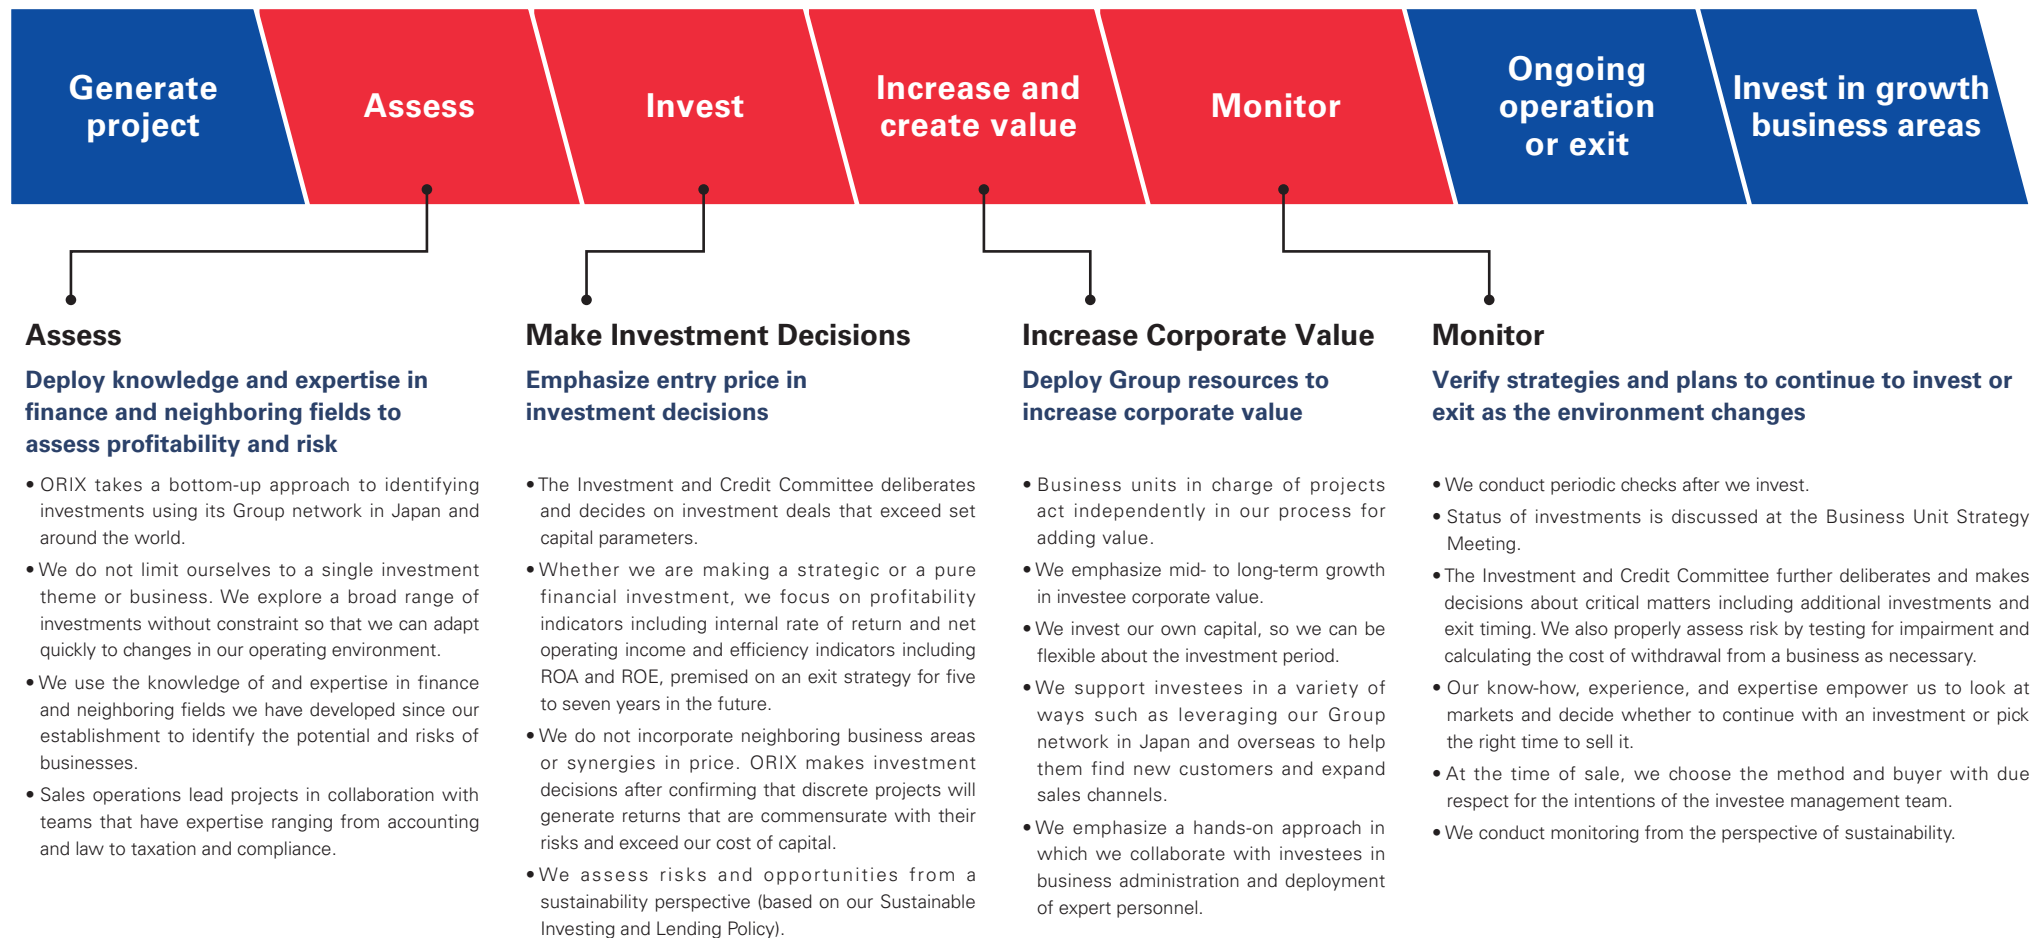 Generate
project
Assess
Invest
Increase and
create value
Monitor
Ongoing
operation
or exit
Invest in growth
business areas
Assess
Deploy knowledge and expertise in
finance and neighboring fields to
assess profitability and risk
• ORIX takes a bottom-up approach to identifying
investments using its Group network in Japan and
around the world.
• We do not limit ourselves to a single investment
theme or business. We explore a broad range of
investments without constraint so that we can adapt
quickly to changes in our operating environment.
• We use the knowledge of and expertise in finance
and neighboring fields we have developed since our
establishment to identify the potential and risks of
businesses.
• Sales operations lead projects in collaboration with
teams that have expertise ranging from accounting
and law to taxation and compliance.
Make Investment Decisions
Emphasize entry price in
investment decisions
• The Investment and Credit Committee deliberates
and decides on investment deals that exceed set
capital parameters.
• Whether we are making a strategic or a pure
financial investment, we focus on profitability
indicators including internal rate of return and net
operating income and efficiency indicators including
ROA and ROE, premised on an exit strategy for five
to seven years in the future.
• We do not incorporate neighboring business areas
or synergies in price. ORIX makes investment
decisions after confirming that discrete projects will
generate returns that are commensurate with their
risks and exceed our cost of capital.
• We assess risks and opportunities from a
sustainability perspective (based on our Sustainable
Investing and Lending Policy).
Increase Corporate Value
Deploy Group resources to
increase corporate value
• Business units in charge of projects
act independently in our process for
adding value.
• We emphasize mid- to long-term growth
in investee corporate value.
• We invest our own capital, so we can be
flexible about the investment period.
• We support investees in a variety of
ways such as leveraging our Group
network in Japan and overseas to help
them find new customers and expand
sales channels.
• We emphasize a hands-on approach in
which we collaborate with investees in
business administration and deployment
of expert personnel.
Monitor
Verify strategies and plans to continue to invest or
exit as the environment changes
• We conduct periodic checks after we invest.
• Status of investments is discussed at the Business Unit Strategy
Meeting.
• The Investment and Credit Committee further deliberates and makes
decisions about critical matters including additional investments and
exit timing. We also properly assess risk by testing for impairment and
calculating the cost of withdrawal from a business as necessary.
• Our know-how, experience, and expertise empower us to look at
markets and decide whether to continue with an investment or pick
the right time to sell it.
• At the time of sale, we choose the method and buyer with due
respect for the intentions of the investee management team.
• We conduct monitoring from the perspective of sustainability.